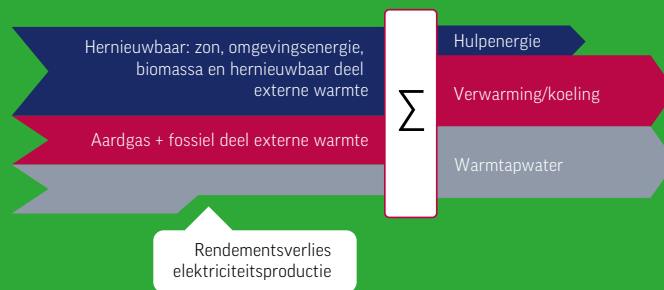 Hernieuwbaar: zon, omgevingsenergie,
biomassa en hernieuwbaar deel
externe warmte
Aardgas + fossiel deel externe warmte
Rendementsverlies
elektriciteitsproductie
∑
Hulpenergie
Verwarming/koeling
Warmtapwater